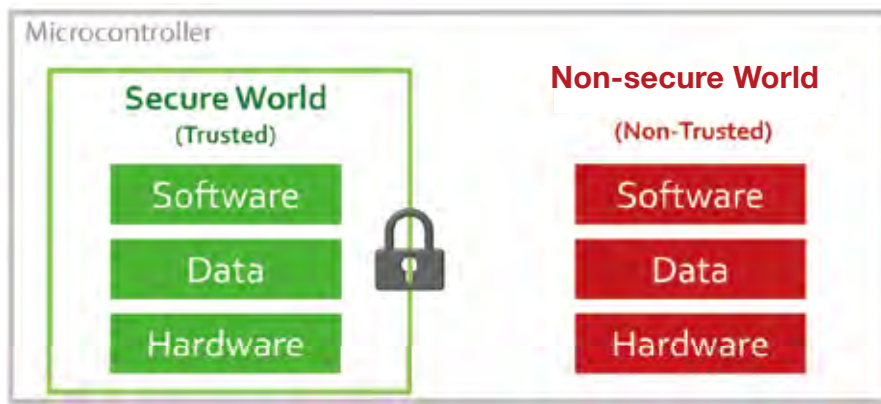 Microcontroller
Secure World
(Trusted)
Software
Data
Hardware
Non-secure World
(Non-Trusted)
Software
Data
Hardware